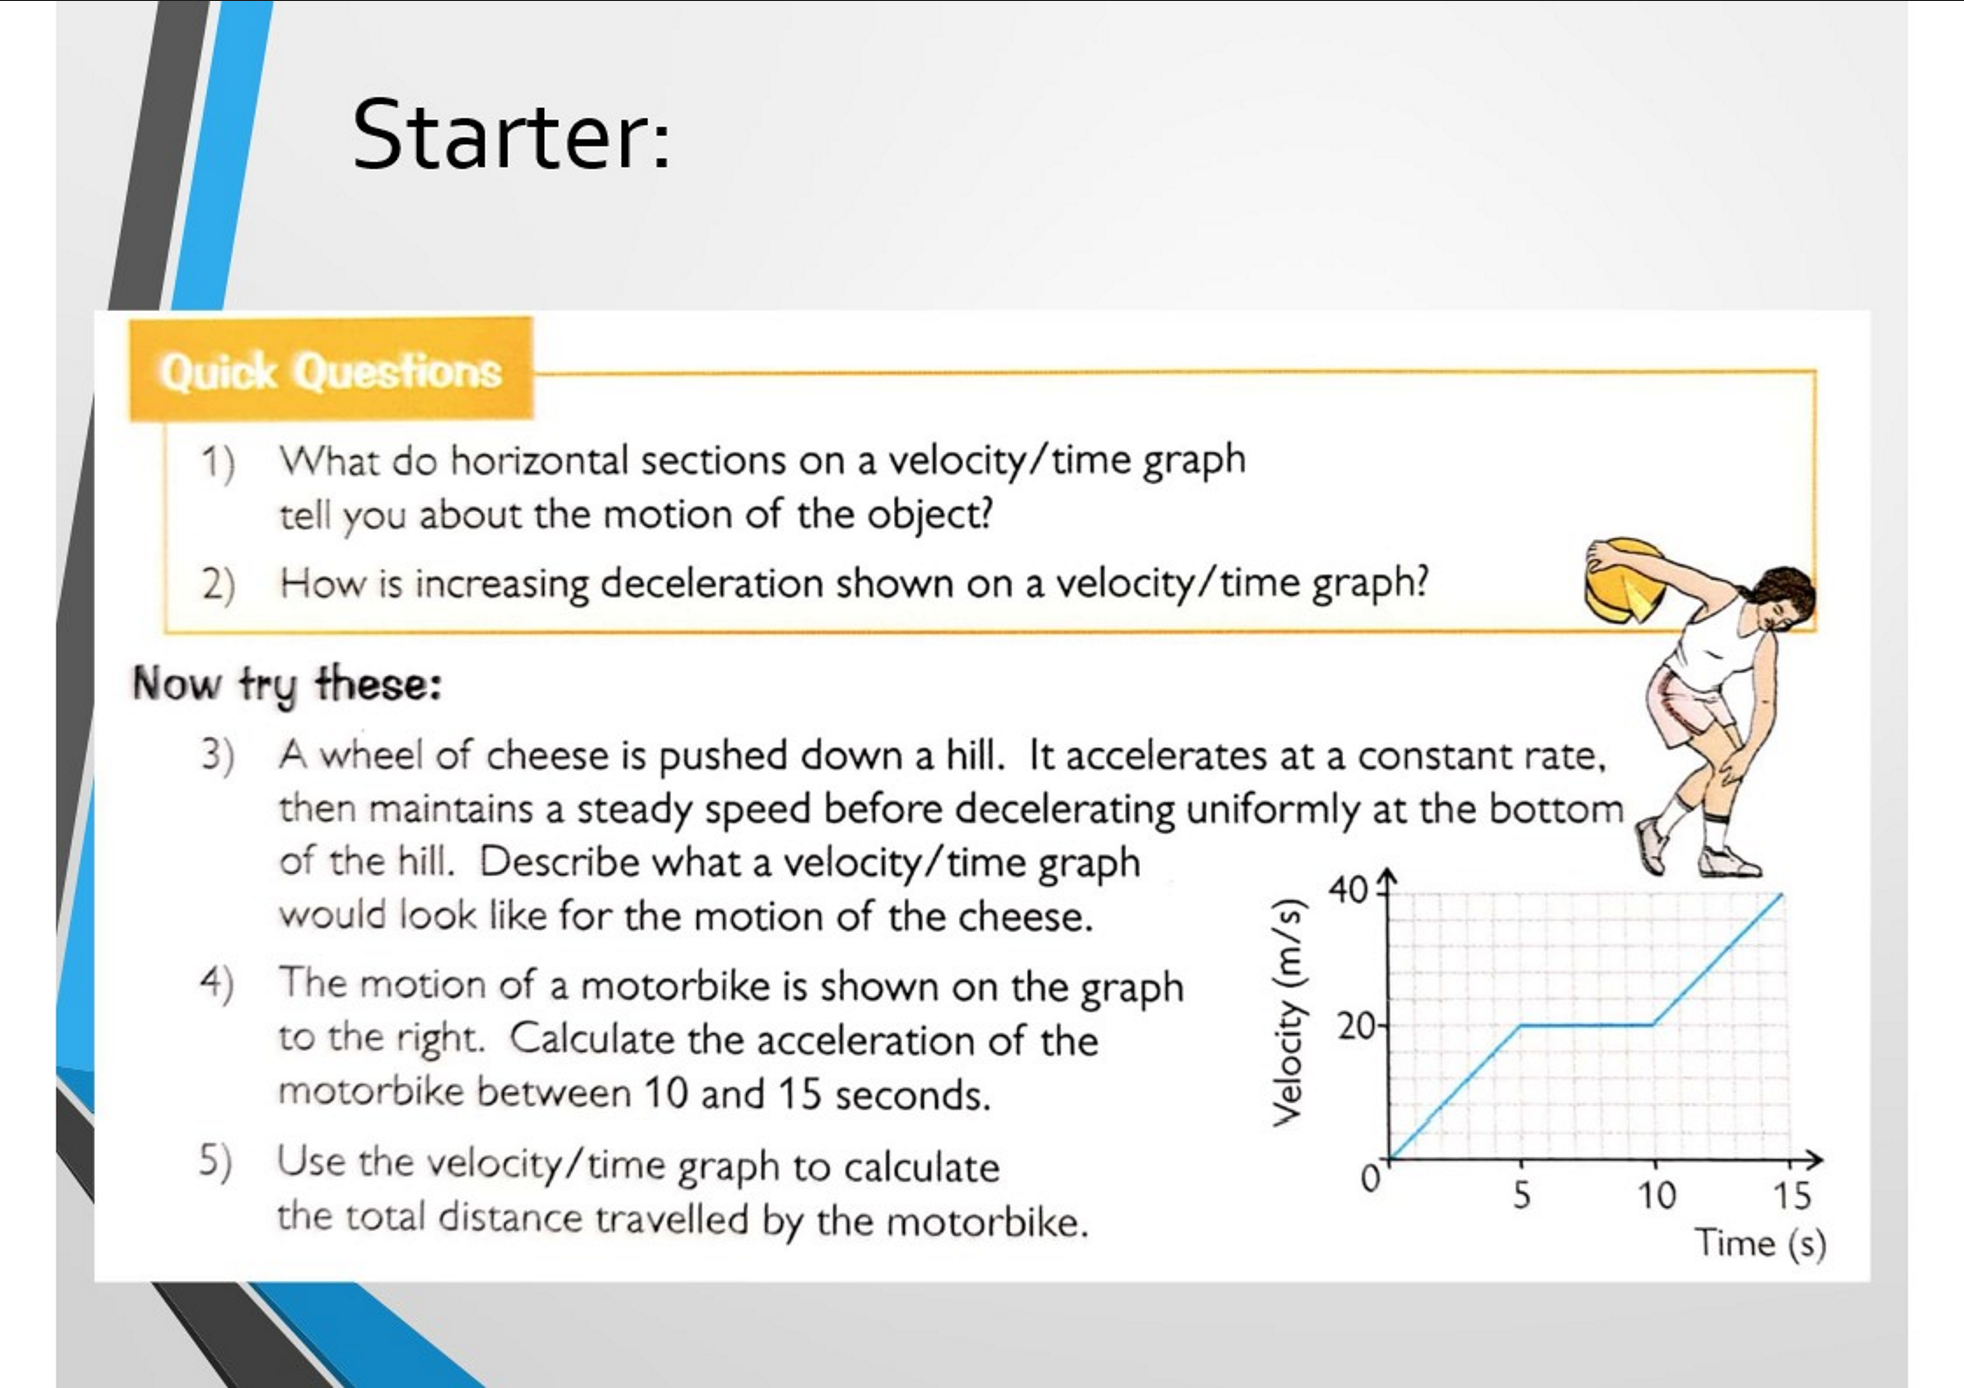 Starter:
Quick Questions
1) What do horizontal sections on a velocity/time graph
tell you about the motion of the object?
2) How is increasing deceleration shown on a velocity/time graph?
Now try these:
3) A wheel of cheese is pushed down a hill. It accelerates at a constant rate,
then maintains a steady speed before decelerating uniformly at the bottom
of the hill. Describe what a velocity/time graph
would look like for the motion of the cheese.
4) The motion of a motorbike is shown on the graph
to the right. Calculate the acceleration of the
motorbike between 10 and 15 seconds.
5) Use the velocity/time graph to calculate
the total distance travelled by the motorbike.
Velocity (m/s)
40
20
0
5 10 15
Time (s)